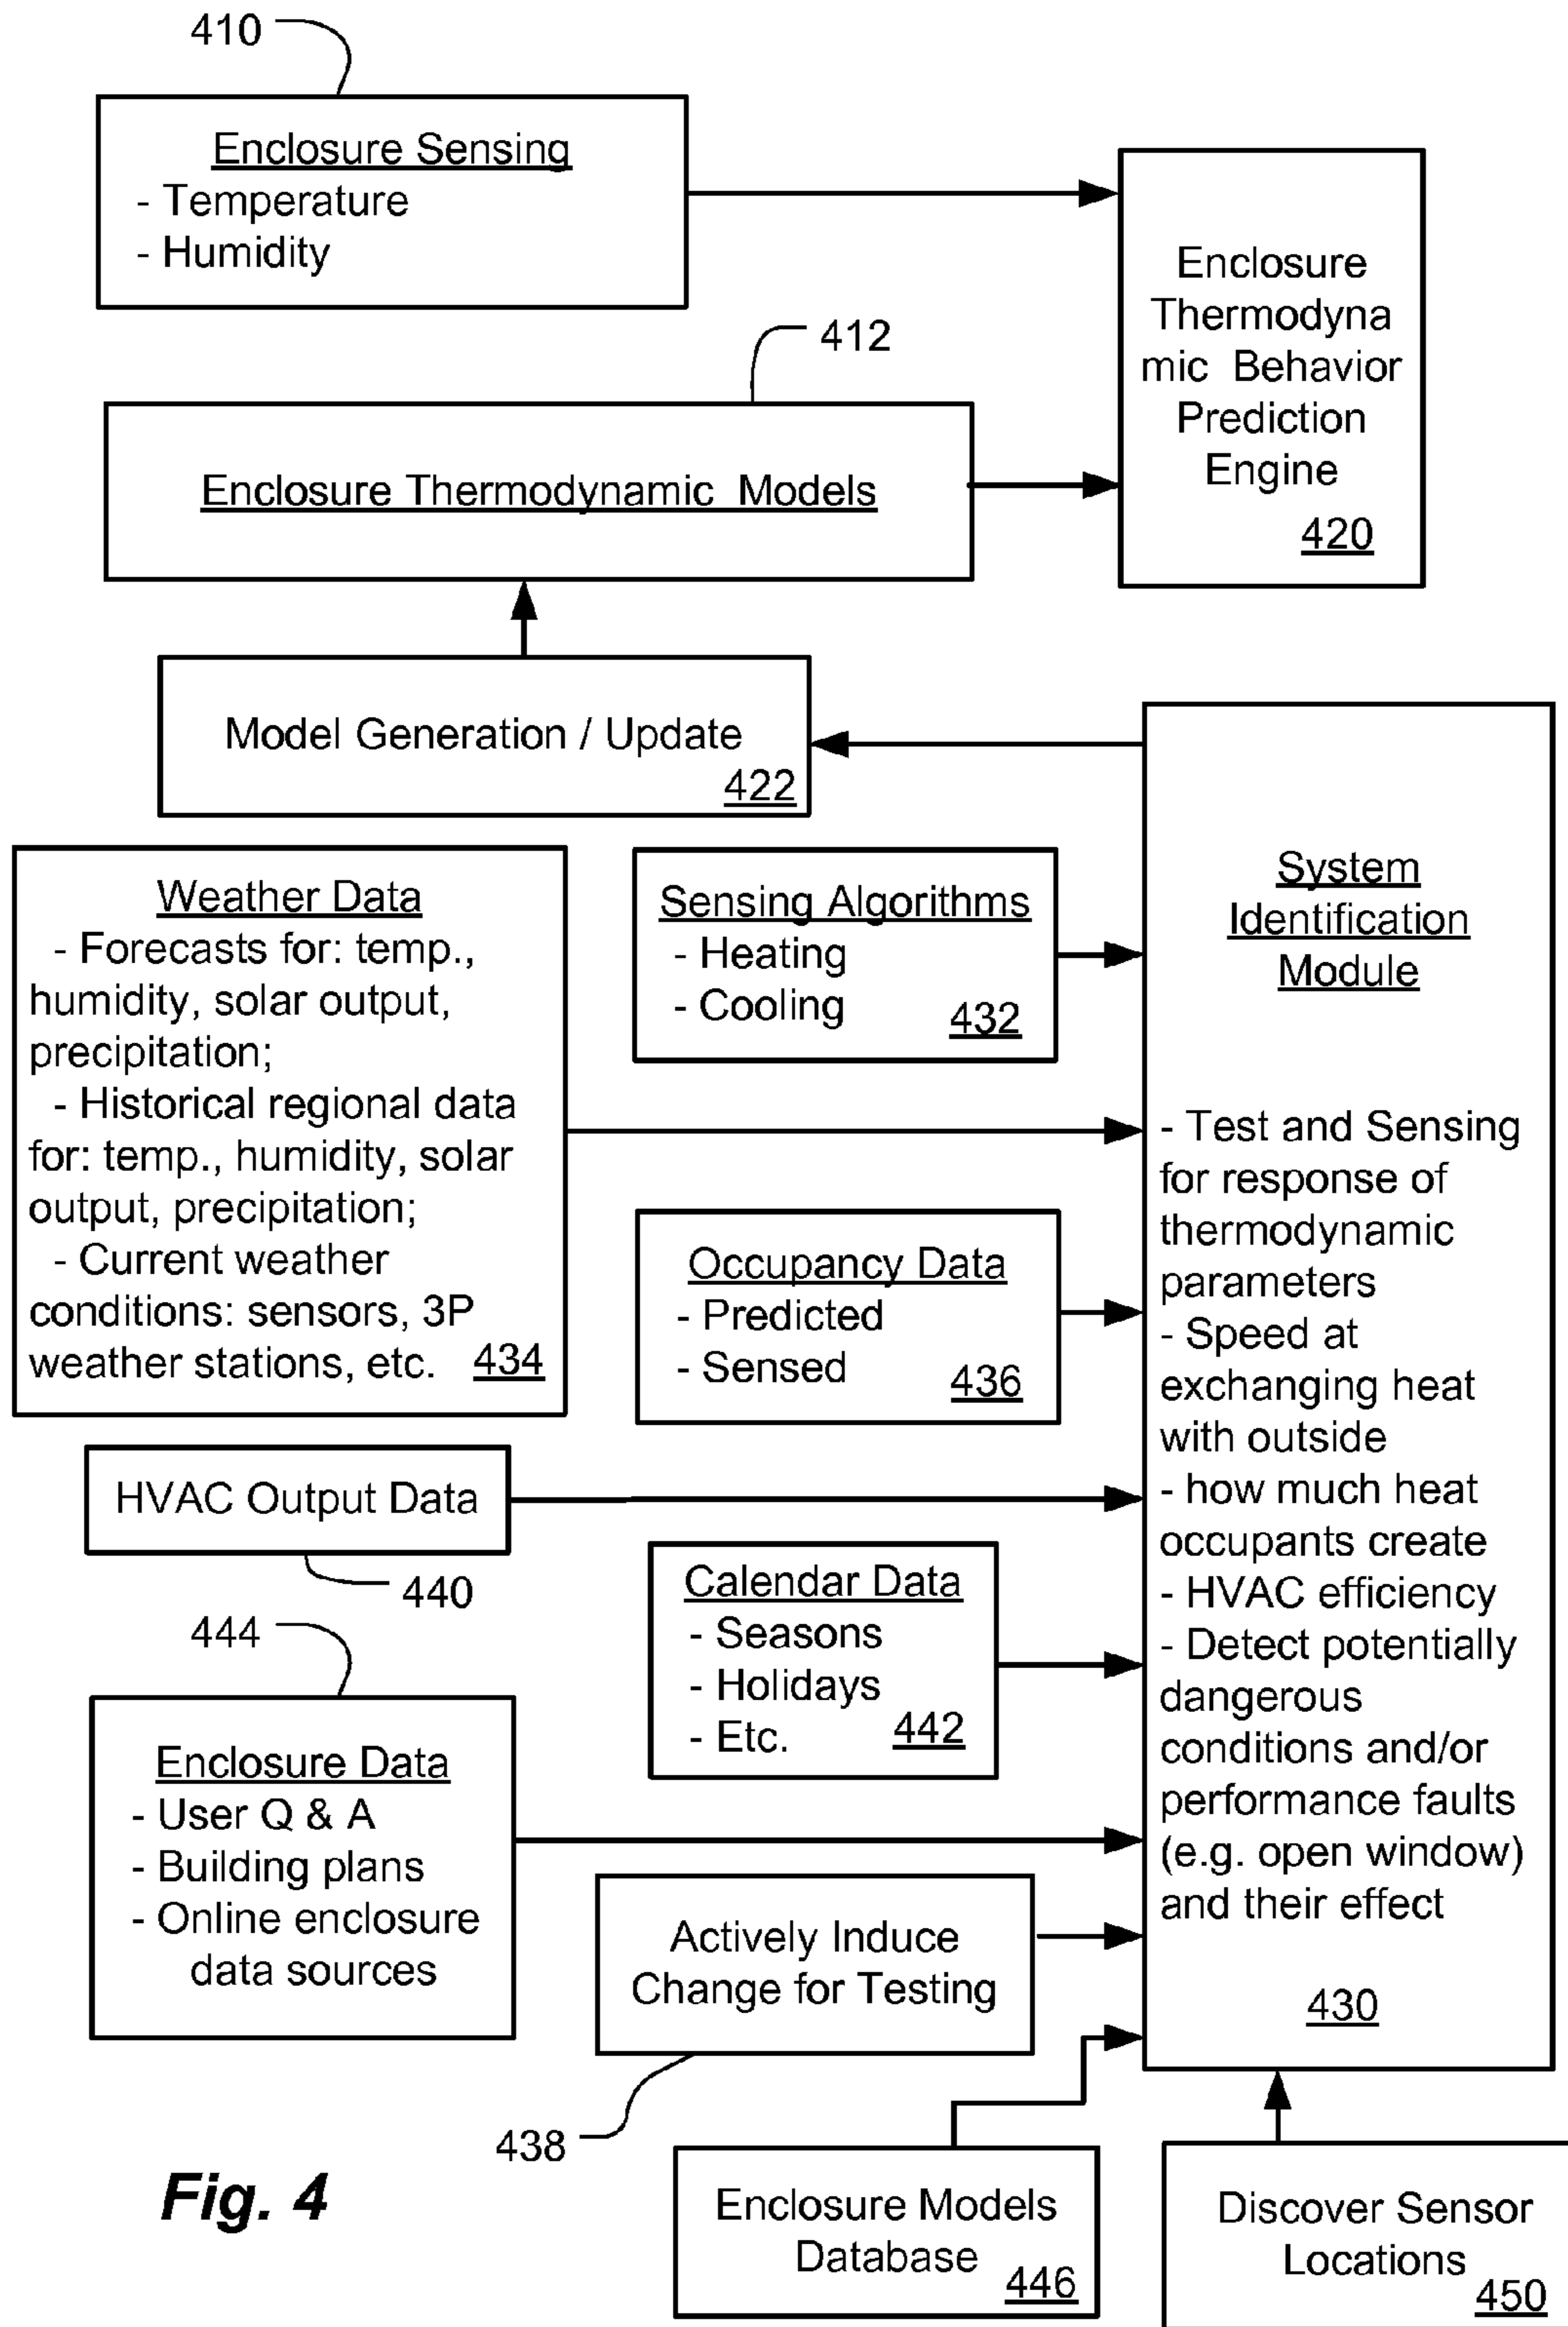 410
Enclosure Sensing
- Temperature
- Humidity
Enclosure
Thermodyna
mic Behavior
Prediction
Engine
420
412
Enclosure Thermodynamic Models
Model Generation / Update
422
Weather Data
- Forecasts for: temp.,
humidity, solar output,
precipitation;
- Historical regional data
for: temp., humidity, solar
output, precipitation;
- Current weather
conditions: sensors, 3P
weather stations, etc. 434
Sensing Algorithms
- Heating
- Cooling
432
System
Identification
Module
- Test and Sensing
for response of
thermodynamic
parameters
- Speed at
exchanging heat
with outside
- how much heat
occupants create
- HVAC efficiency
- Detect potentially
dangerous
conditions and/or
performance faults
(e.g. open window)
and their effect
430
Occupancy Data
- Predicted
- Sensed
436
HVAC Output Data
440
Calendar Data
- Seasons
- Holidays
- Etc.
442
444
Enclosure Data
- User Q & A
- Building plans
- Online enclosure
data sources
Actively Induce
Change for Testing
438
Enclosure Models
Database
446
Discover Sensor
Locations
450
Fig. 4